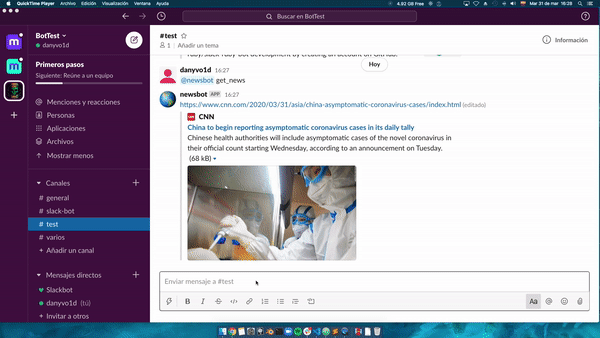 QuickTime Player Archivo Edición Visualización Ventana Ayuda
4.92 GB Free
Mar 31 de mar 16:28
Buscar en BotTest
BotTest
danyvo1d
Primeros pasos
Siguiente: Reúne a un equipo
Menciones y reacciones
Personas
Aplicaciones
Archivos
Mostrar menos
Canales
# general
# slack-bot
# test
# varios
+ Añadir un canal
Mensajes directos
Slackbot
danyvo1d (tú)
+ Invitar a otros
#test
1 | Añadir un tema
Información
Hoy
danyvo1d 16:27
@newsbot get_news
newsbot APP 16:27
https://www.cnn.com/2020/03/31/asia/china-asymptomatic-coronavirus-cases/index.html (editado)
CNN
China to begin reporting asymptomatic coronavirus cases in its daily tally
Chinese health authorities will include asymptomatic cases of the novel coronavirus in
their official count starting Wednesday, according to an announcement on Tuesday.
(68 kB)
Enviar mensaje a #test
B I S </> Aa @